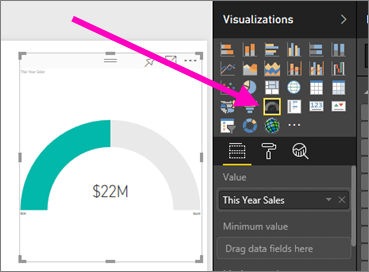 Visualizations
This Year Sales
$22M
Value
This Year Sales
Minimum value
Drag data fields here